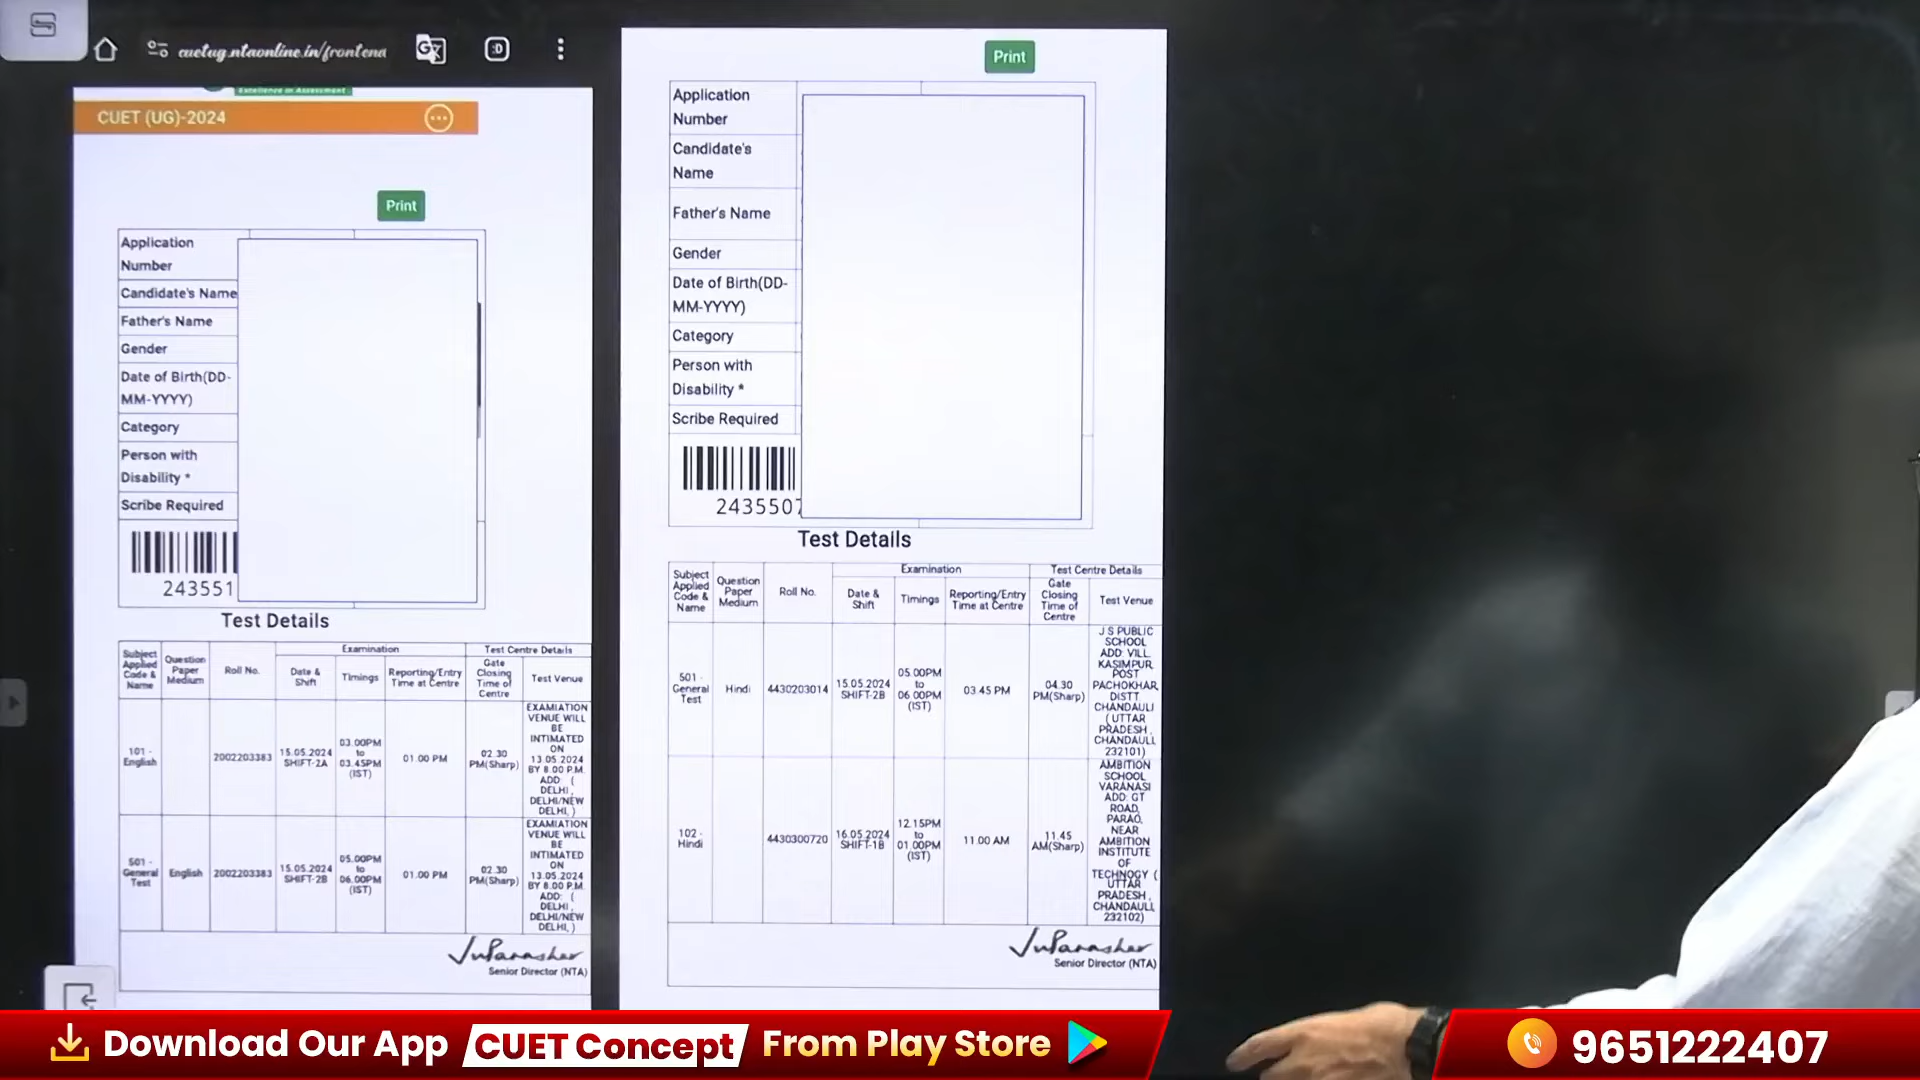 cuetug.ntaonline.in/frontena
:D
Excellence in Assessment
CUET (UG)-2024
Print
Application
Number
Candidate's Name
Father's Name
Gender
Date of Birth(DD-
MM-YYYY)
Category
Person with
Disability *
Scribe Required
243551
Test Details
Subject Applied Code & Name
Question Paper Medium
Roll No.
Examination
Date & Shift
Timings
Reporting/Entry Time at Centre
Test Centre Details
Gate Closing Time of Centre
Test Venue
101 - English
2002203383
15.05.2024 SHIFT-2A
03.00PM to 03.45PM (IST)
01.00 PM
02.30 PM(Sharp)
EXAMIATION
VENUE WILL
BE
INTIMATED
ON
13.05.2024
BY 8.00 P.M.
ADD: (
DELHI ,
DELHI/NEW
DELHI, )
501 - General Test
English
2002203383
15.05.2024 SHIFT-2B
05.00PM to 06.00PM (IST)
01.00 PM
02.30 PM(Sharp)
EXAMIATION
VENUE WILL
BE
INTIMATED
ON
13.05.2024
BY 8.00 P.M.
ADD: (
DELHI ,
DELHI/NEW
DELHI, )
Senior Director (NTA)
Print
Application
Number
Candidate's
Name
Father's Name
Gender
Date of Birth(DD-
MM-YYYY)
Category
Person with
Disability *
Scribe Required
2435507
Test Details
Subject Applied Code & Name
Question Paper Medium
Roll No.
Examination
Date & Shift
Timings
Reporting/Entry Time at Centre
Test Centre Details
Gate Closing Time of Centre
Test Venue
501 - General Test
Hindi
4430203014
15.05.2024 SHIFT-2B
05.00PM to 06.00PM (IST)
03.45 PM
04.30 PM(Sharp)
J S PUBLIC
SCHOOL
ADD: VILL
KASIMPUR,
POST
PACHOKHAR,
DISTT.
CHANDAULI
( UTTAR
PRADESH ,
CHANDAULI,
232101)
102 - Hindi
4430300720
16.05.2024 SHIFT-1B
12.15PM to 01.00PM (IST)
11.00 AM
11.45 AM(Sharp)
AMBITION
SCHOOL
VARANASI
ADD: GT
ROAD,
PARAO,
NEAR
AMBITION
INSTITUTE
OF
TECHNOGY (
UTTAR
PRADESH ,
CHANDAULI,
232102)
Senior Director (NTA)
Download Our App CUET Concept From Play Store
9651222407